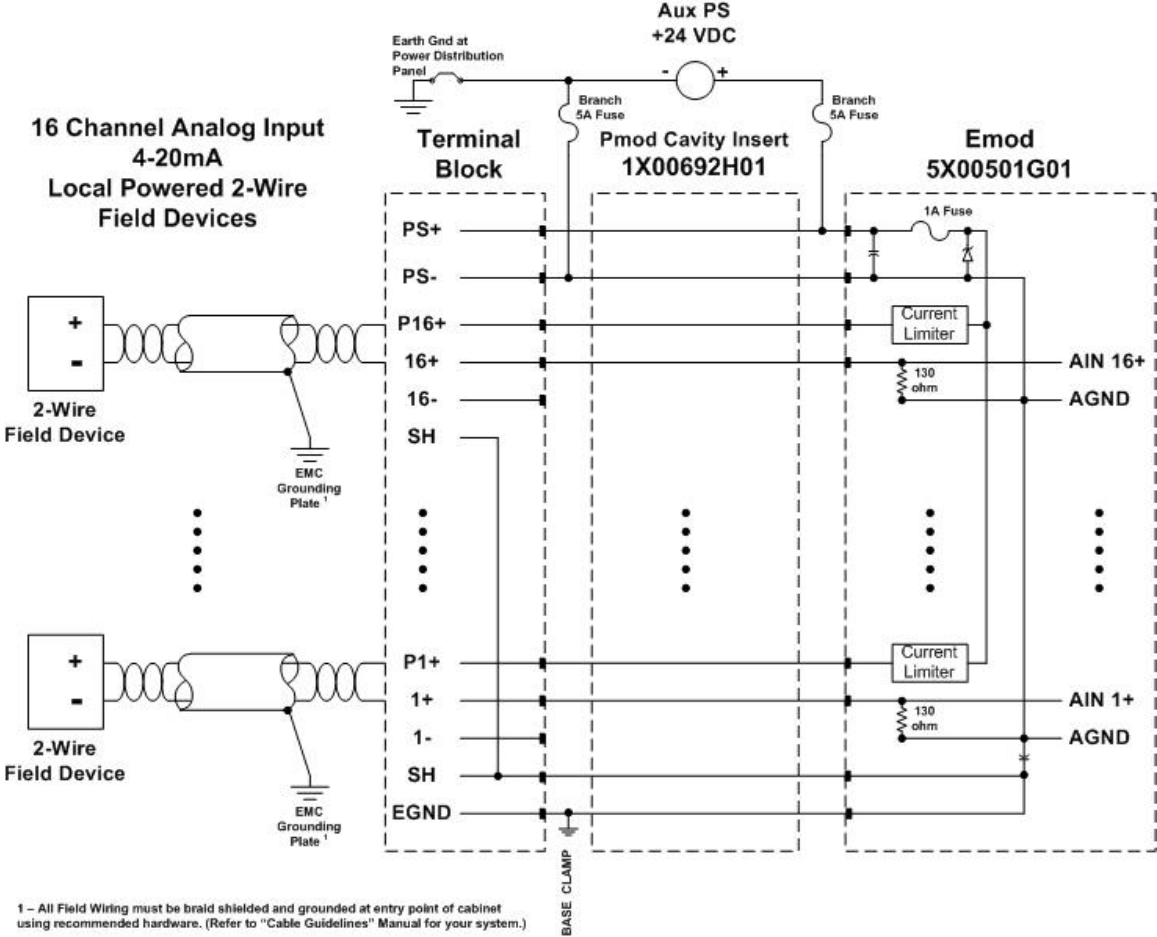 Aux PS
+24 VDC
Earth Gnd at
Power Distribution
Panel
- +
Branch
5A Fuse
Branch
5A Fuse
16 Channel Analog Input
4-20mA
Local Powered 2-Wire
Field Devices
Terminal
Block
Pmod Cavity Insert
1X00692H01
Emod
5X00501G01
PS+
1A Fuse
PS-
+
-
2-Wire
Field Device
P16+
16+
16-
SH
Current
Limiter
130
ohm
AIN 16+
AGND
EMC
Grounding
Plate 1
+
-
2-Wire
Field Device
P1+
1+
1-
SH
EGND
Current
Limiter
130
ohm
AIN 1+
AGND
EMC
Grounding
Plate 1
BASE CLAMP
1 – All Field Wiring must be braid shielded and grounded at entry point of cabinet
using recommended hardware. (Refer to "Cable Guidelines" Manual for your system.)